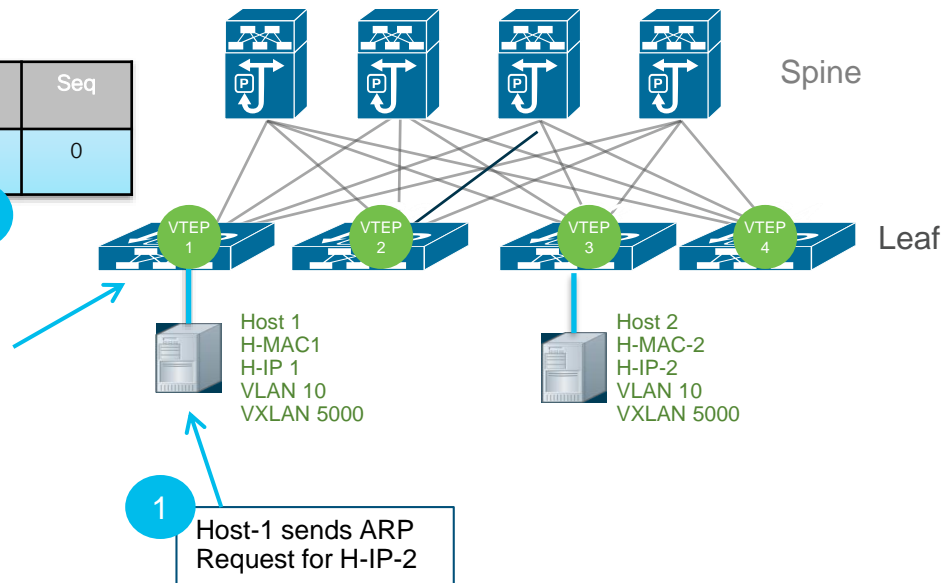 Seq
0
P
P
P
P
Spine
VTEP
1
VTEP
2
VTEP
3
VTEP
4
Leaf
Host 1
H-MAC1
H-IP 1
VLAN 10
VXLAN 5000
Host 2
H-MAC-2
H-IP-2
VLAN 10
VXLAN 5000
1
Host-1 sends ARP
Request for H-IP-2